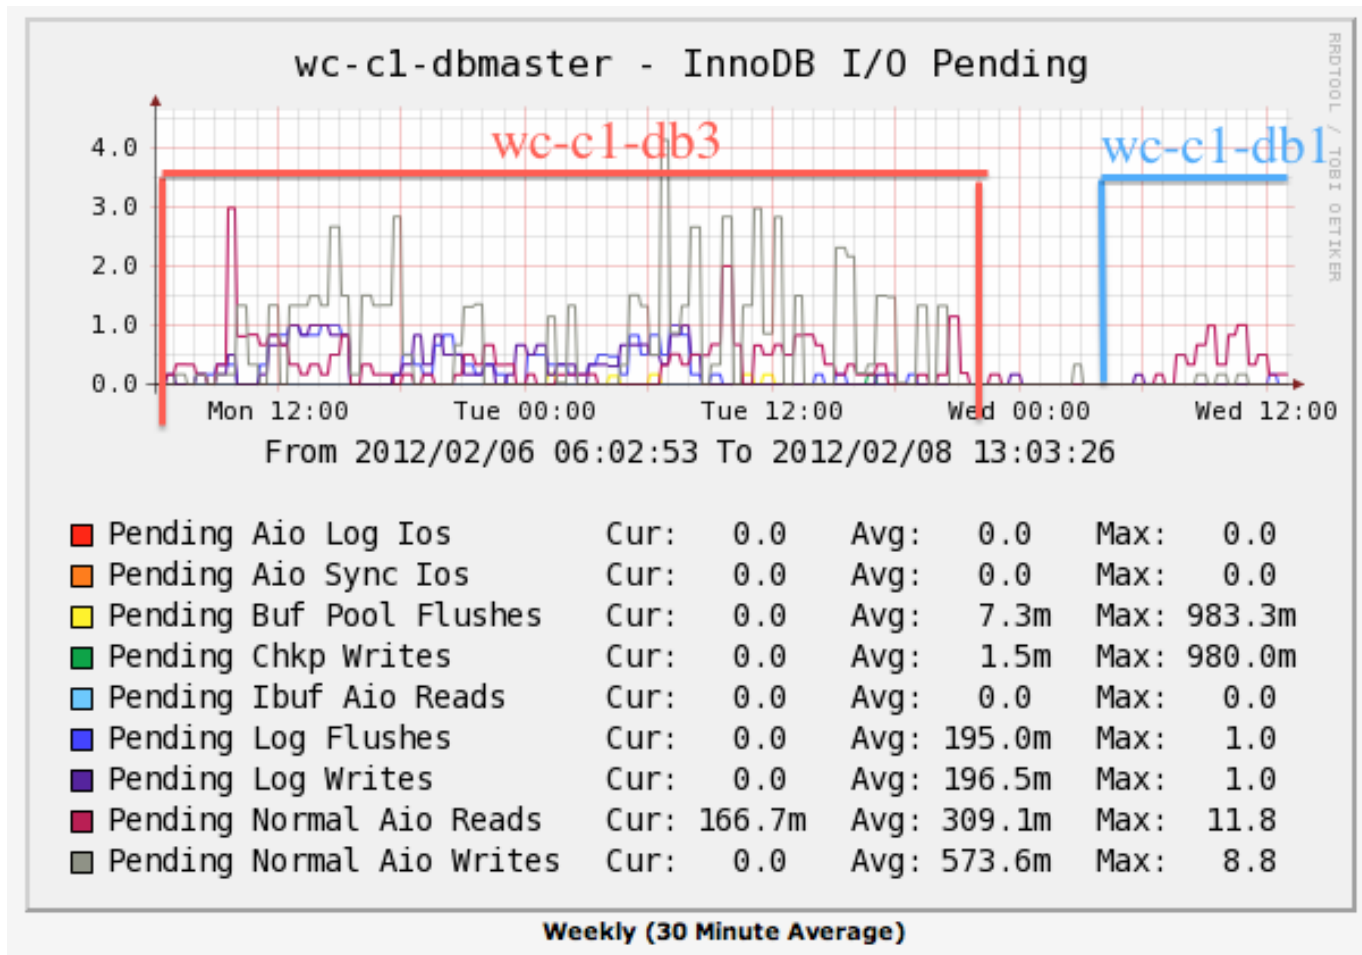 wc-c1-dbmaster - InnoDB I/O Pending
RRDTOOL / TOBI OETIKER
wc-c1-db3
wc-c1-db1
4.0
3.0
2.0
1.0
0.0
Mon 12:00 Tue 00:00 Tue 12:00 Wed 00:00 Wed 12:00
From 2012/02/06 06:02:53 To 2012/02/08 13:03:26
Pending Aio Log Ios Cur: 0.0 Avg: 0.0 Max: 0.0
Pending Aio Sync Ios Cur: 0.0 Avg: 0.0 Max: 0.0
Pending Buf Pool Flushes Cur: 0.0 Avg: 7.3m Max: 983.3m
Pending Chkp Writes Cur: 0.0 Avg: 1.5m Max: 980.0m
Pending Ibuf Aio Reads Cur: 0.0 Avg: 0.0 Max: 0.0
Pending Log Flushes Cur: 0.0 Avg: 195.0m Max: 1.0
Pending Log Writes Cur: 0.0 Avg: 196.5m Max: 1.0
Pending Normal Aio Reads Cur: 166.7m Avg: 309.1m Max: 11.8
Pending Normal Aio Writes Cur: 0.0 Avg: 573.6m Max: 8.8
Weekly (30 Minute Average)